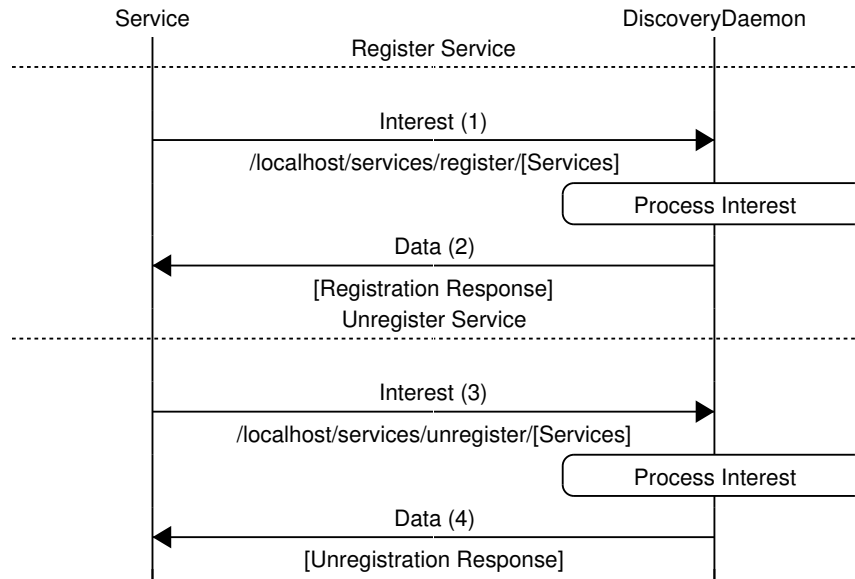 Service
DiscoveryDaemon
Register Service
Interest (1)
/localhost/services/register/[Services]
Process Interest
Data (2)
[Registration Response]
Unregister Service
Interest (3)
/localhost/services/unregister/[Services]
Process Interest
Data (4)
[Unregistration Response]